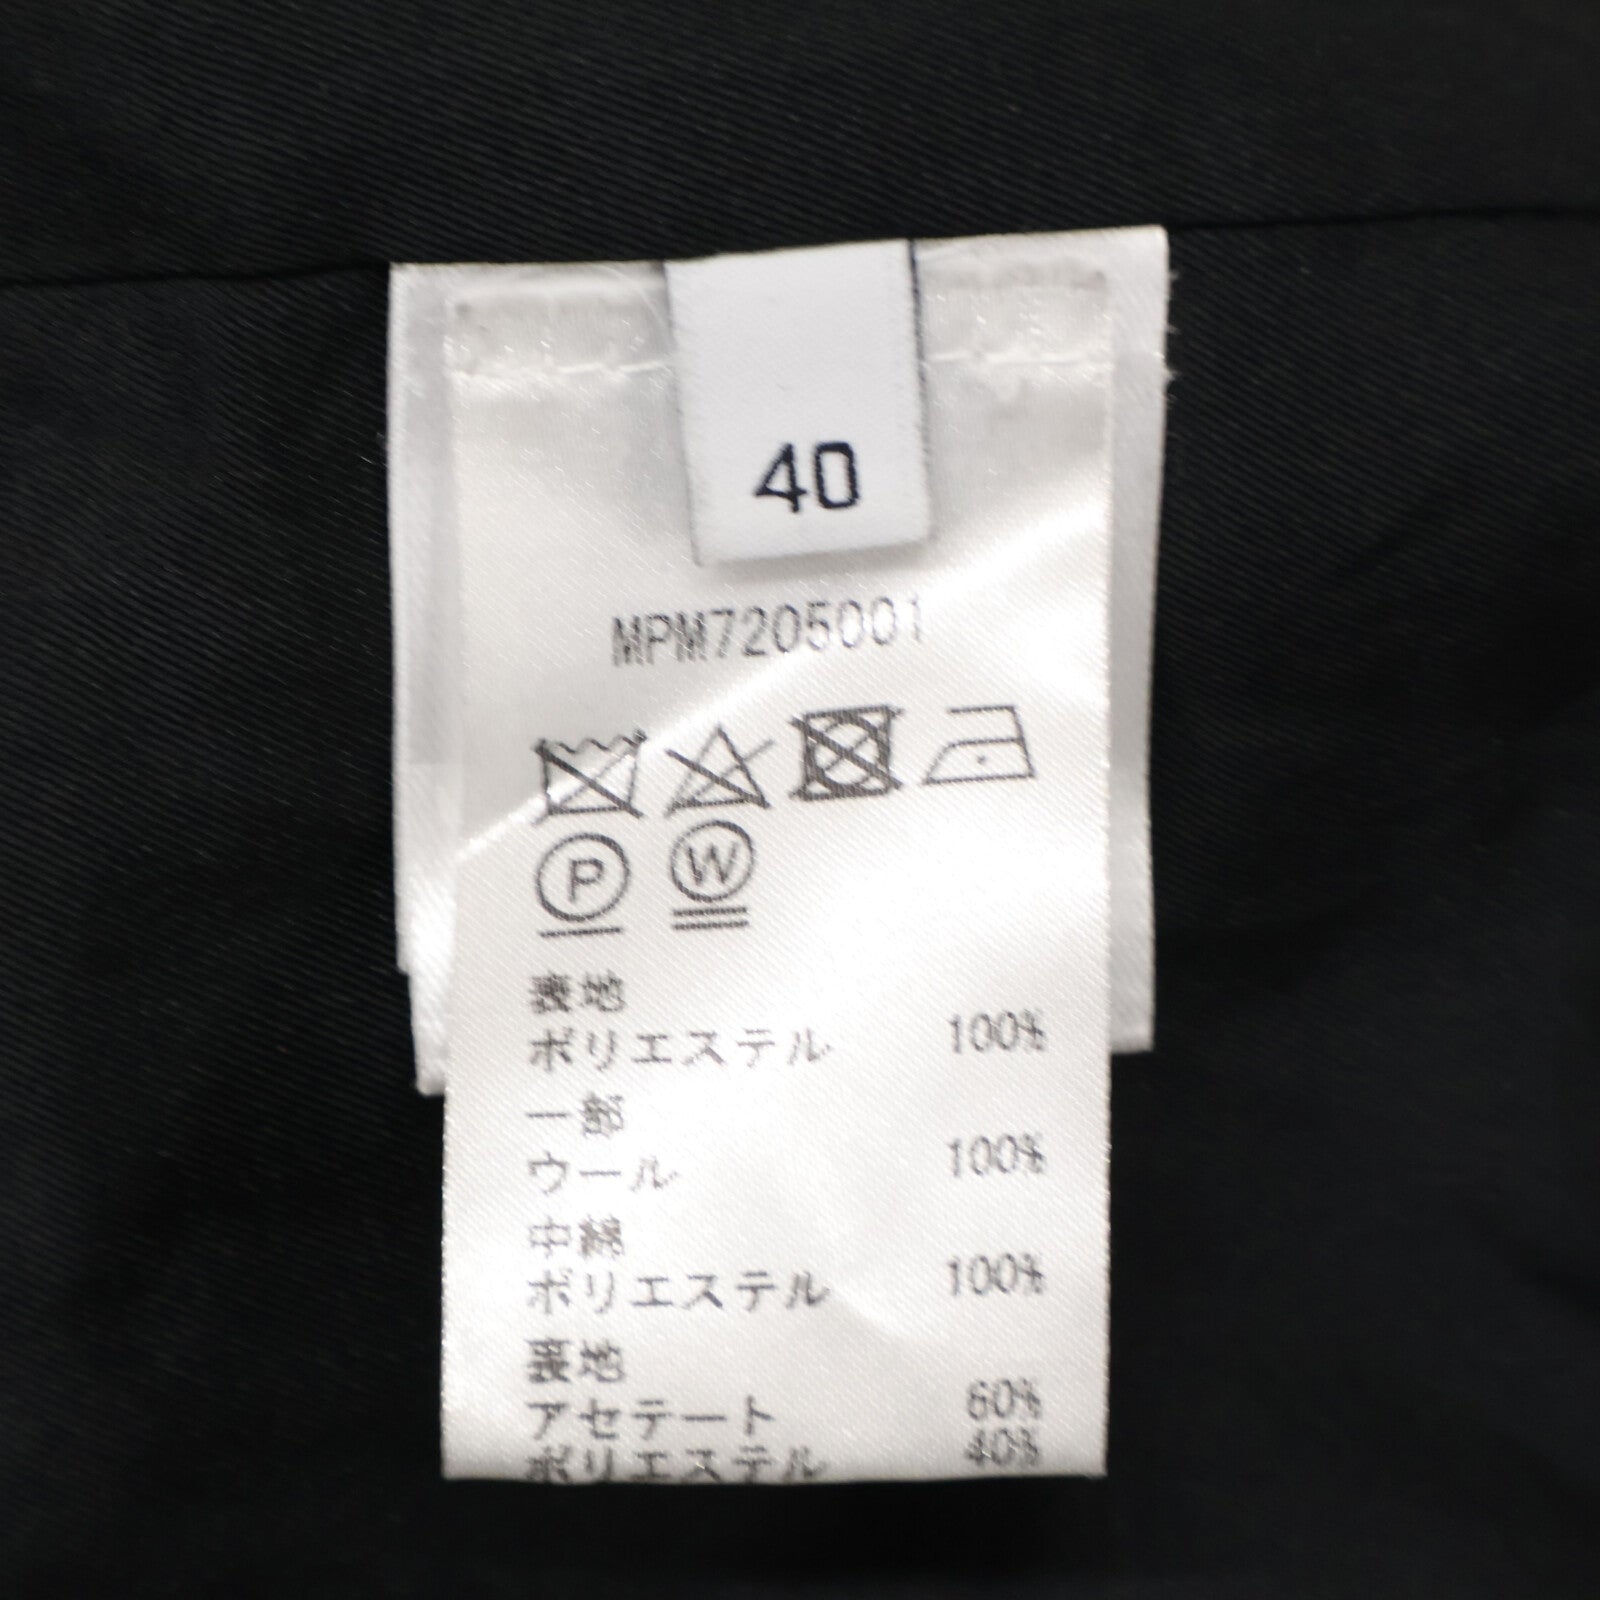 40
MPM7205001
P W
表地
ポリエステル 100%
一部
ウール 100%
中綿
ポリエステル 100%
裏地
アセテート 60%
ポリエステル 40%